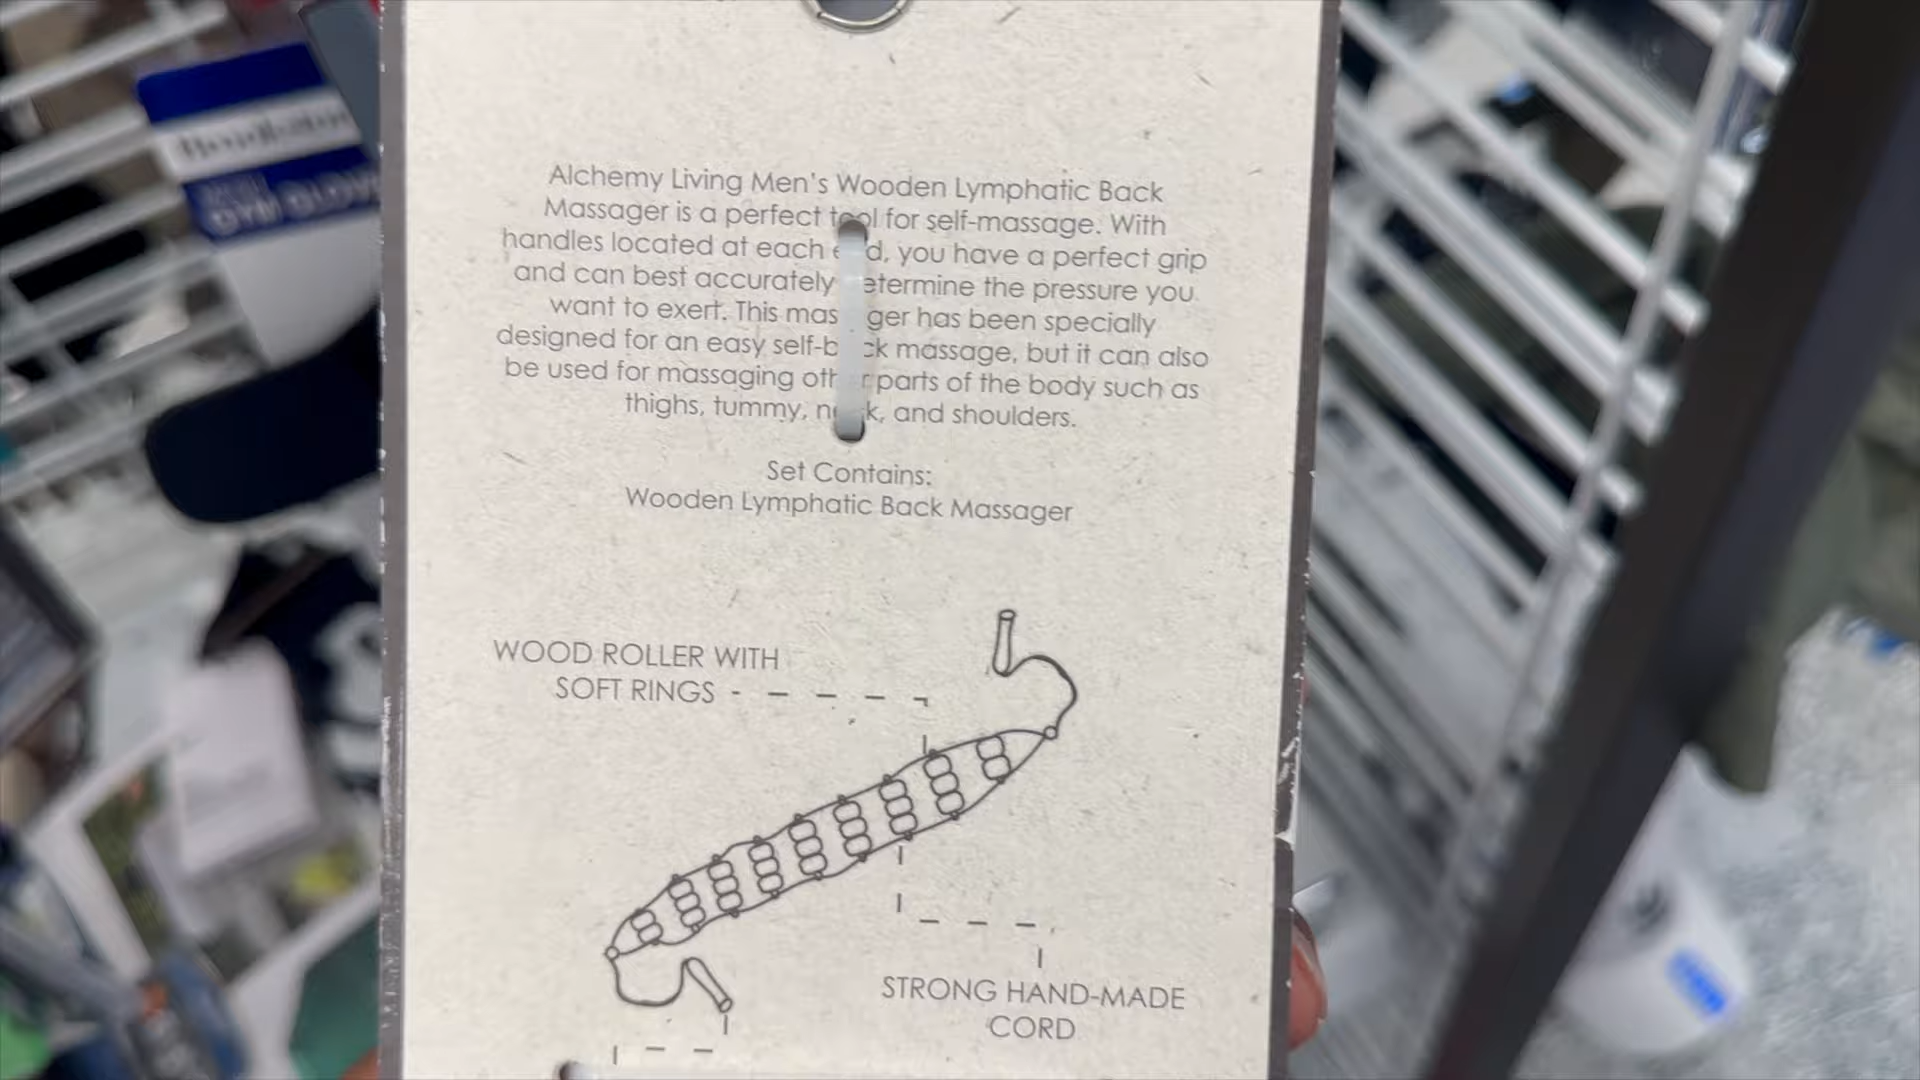 Alchemy Living Men's Wooden Lymphatic Back
Massager is a perfect tool for self-massage. With
handles located at each end, you have a perfect grip
and can best accurately determine the pressure you
want to exert. This massager has been specially
designed for an easy self-back massage, but it can also
be used for massaging other parts of the body such as
thighs, tummy, neck, and shoulders.
Set Contains:
Wooden Lymphatic Back Massager
WOOD ROLLER WITH
SOFT RINGS
STRONG HAND-MADE
CORD